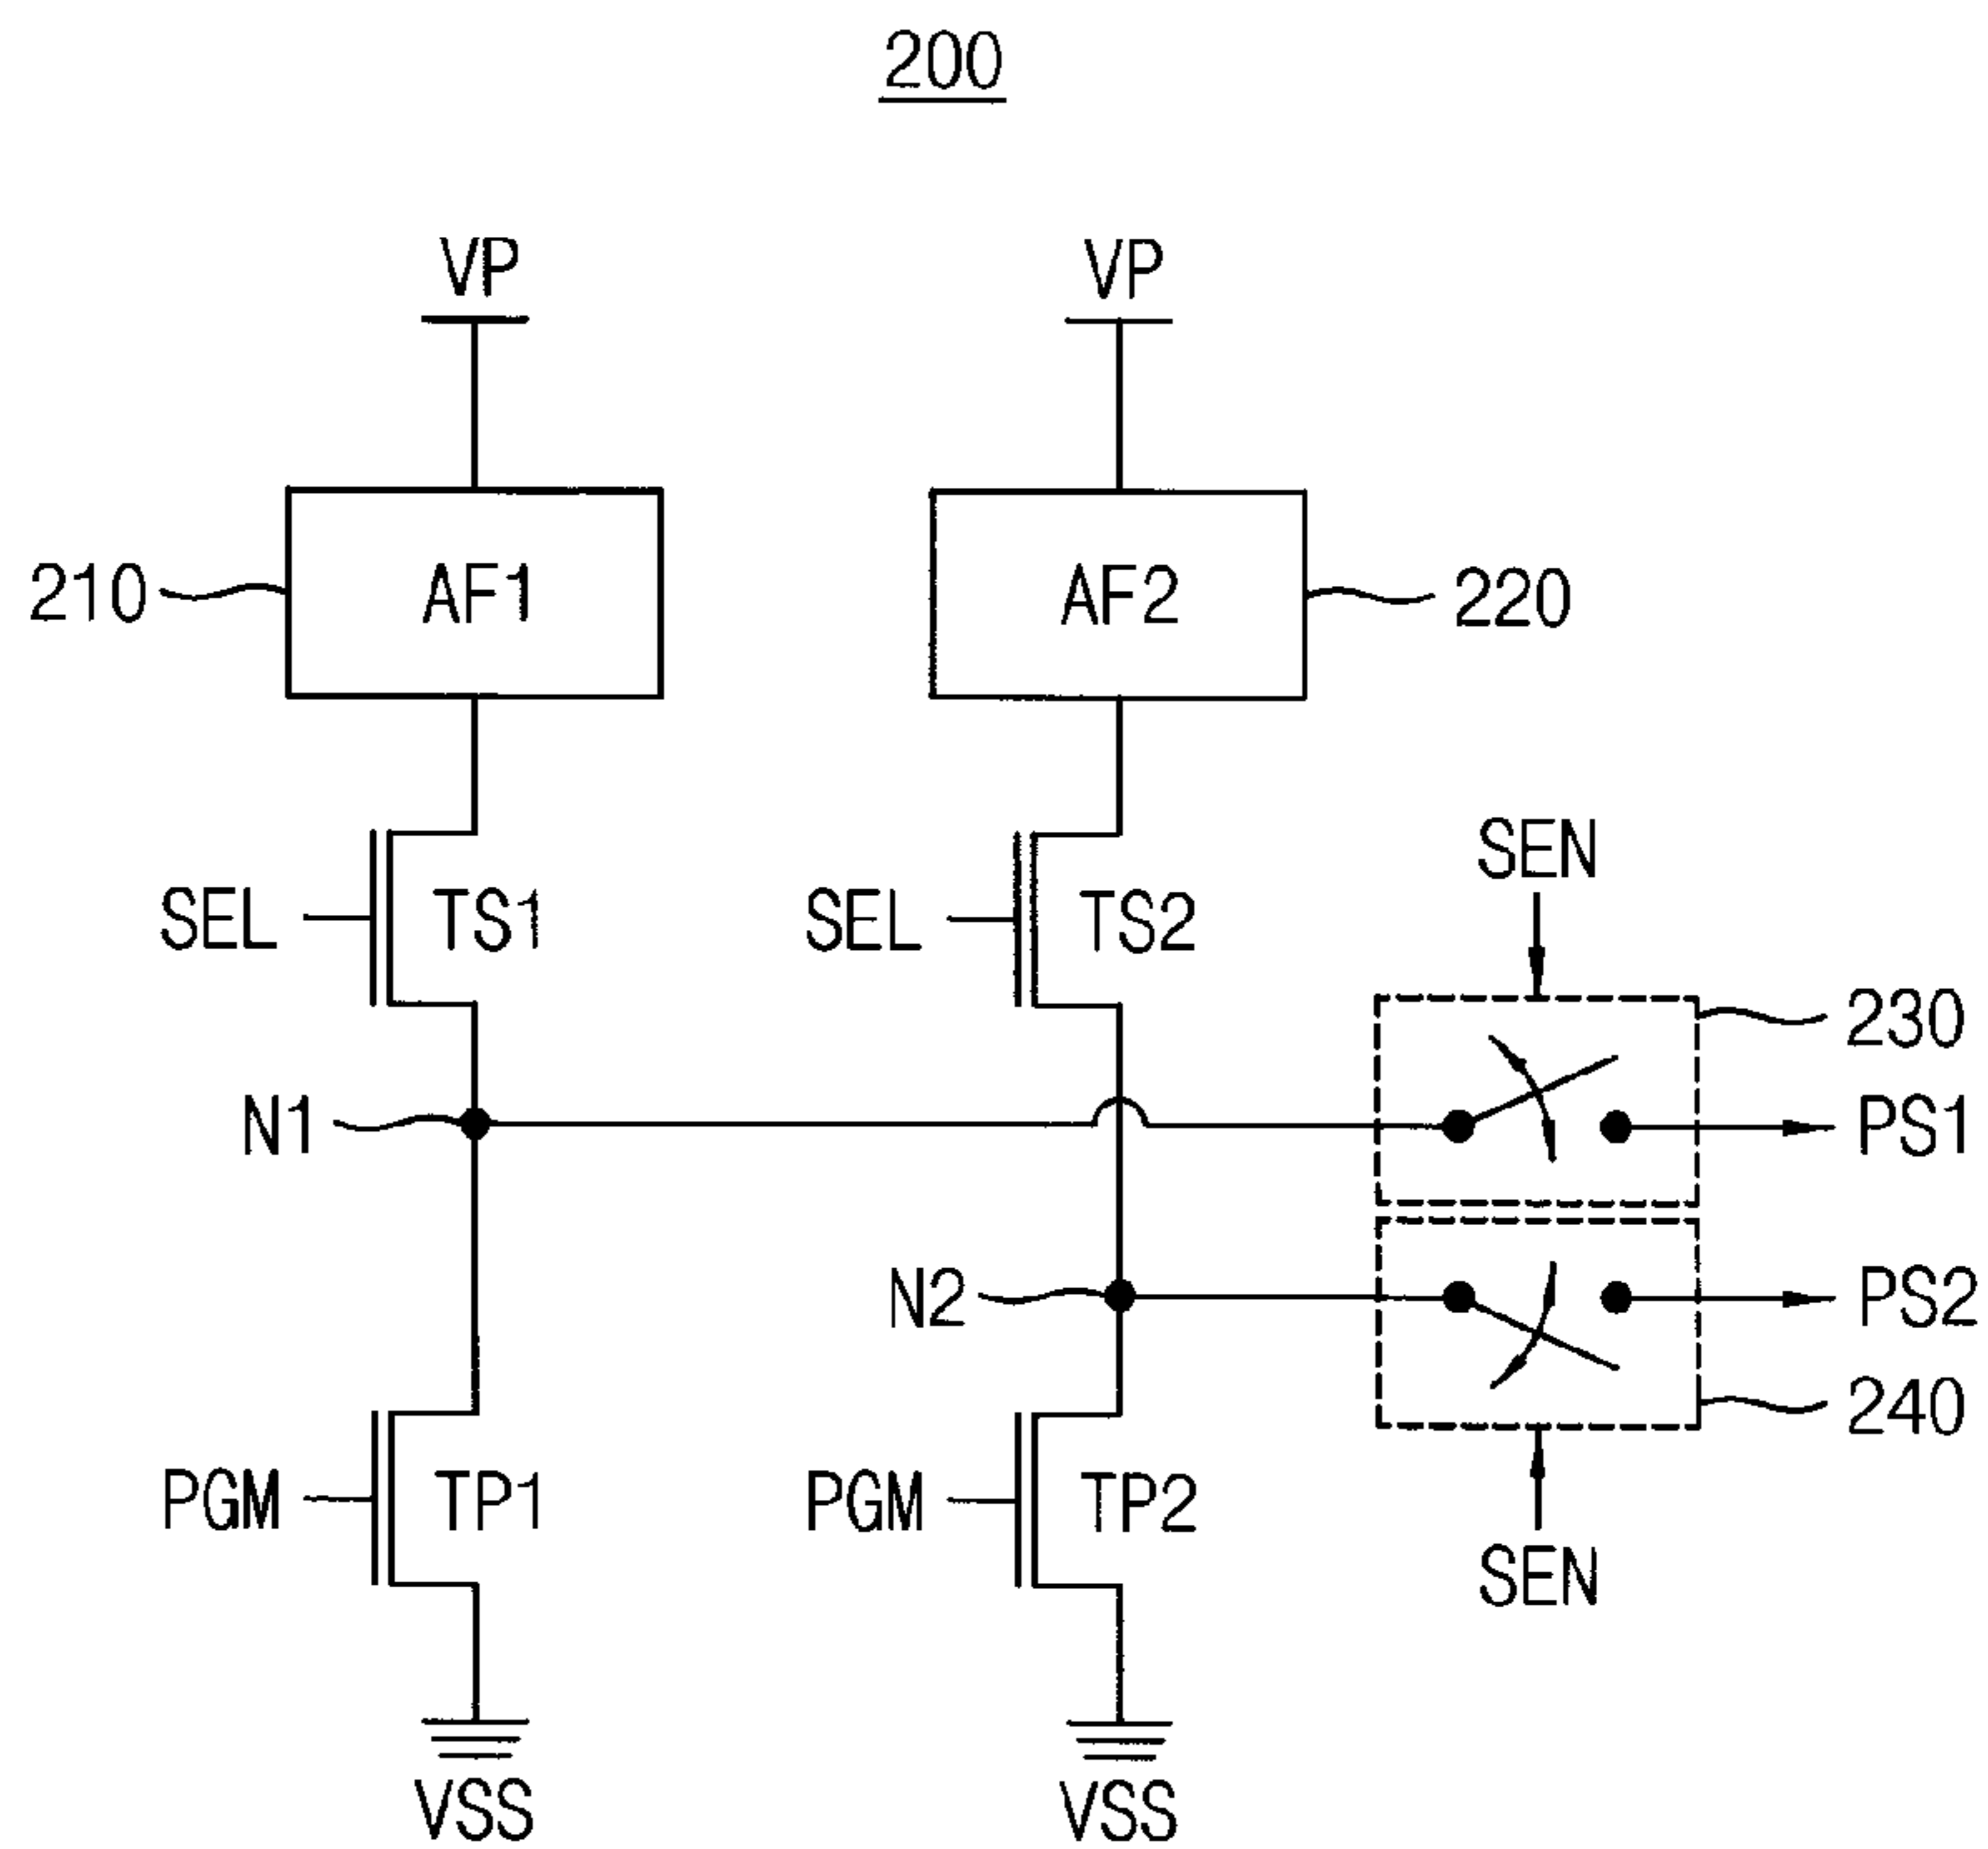 200
VP VP
210 AF1 AF2 220
SEN
SEL TS1 SEL TS2
230
N1 PS1
N2 PS2
240
PGM TP1 PGM TP2
SEN
VSS VSS